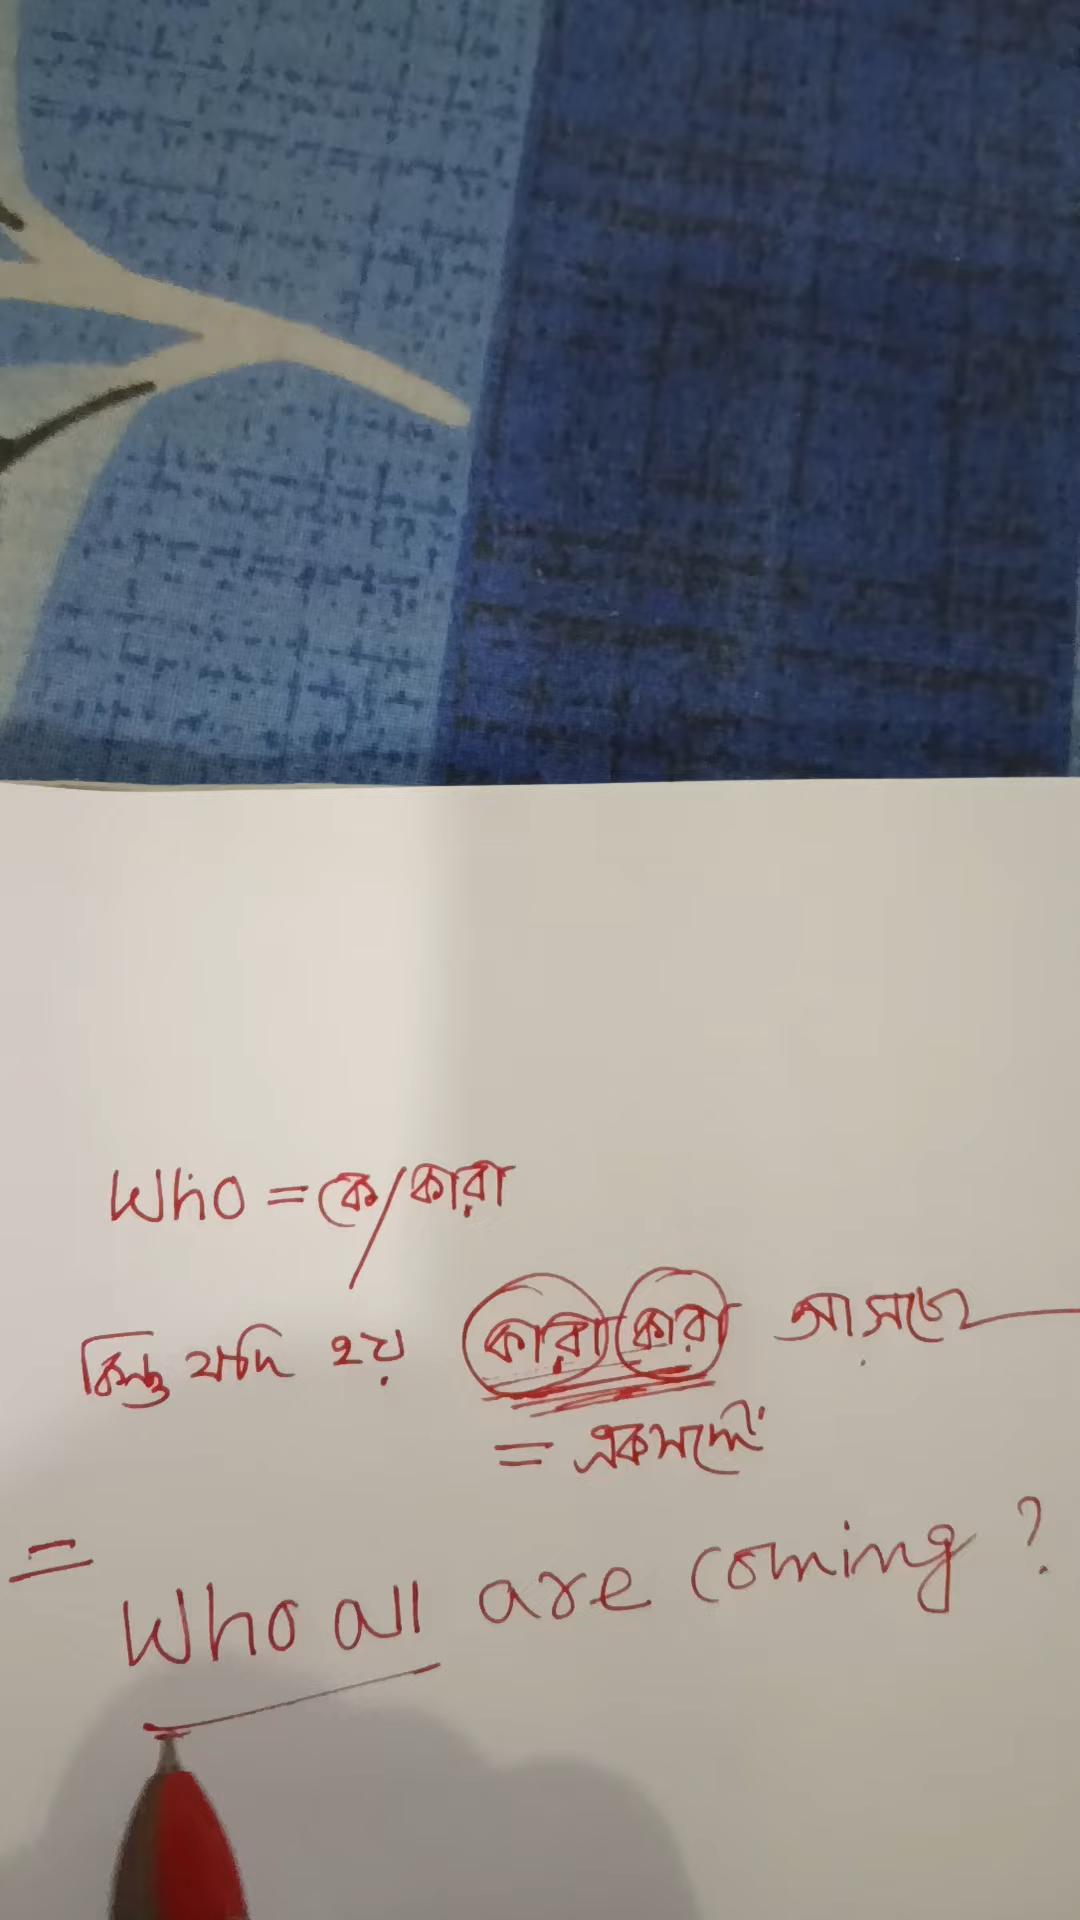 Who = কে/কারা
কিন্তু যদি হয় কারা কারা আসছে
= একসঙ্গে
=
Who all are coming?